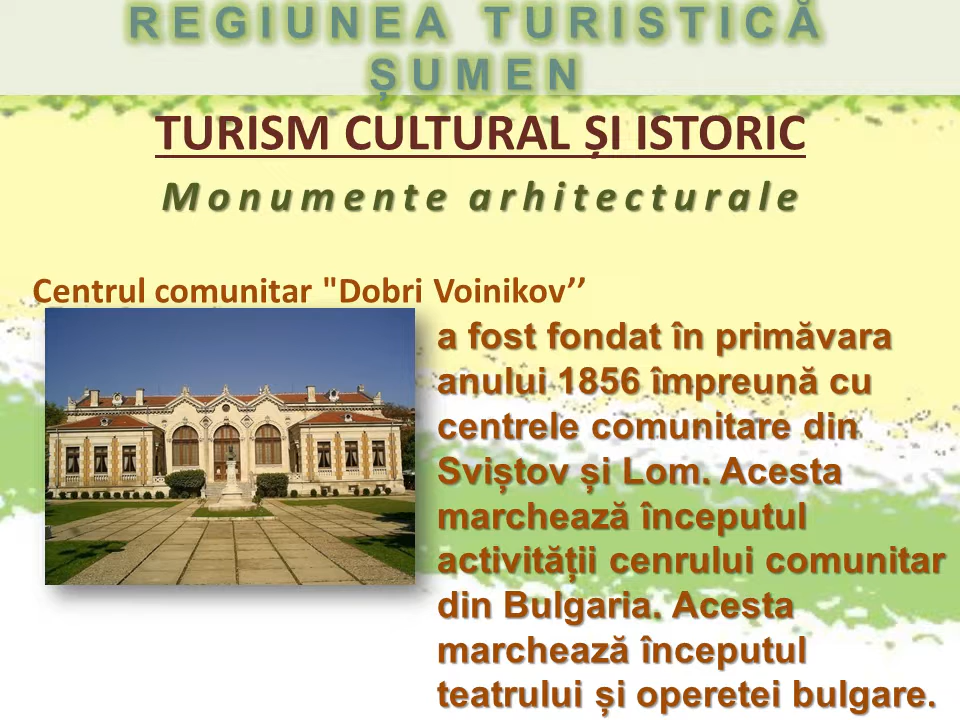 REGIUNEA TURISTICĂ
ȘUMEN
TURISM CULTURAL ȘI ISTORIC
Monumente arhitecturale
Centrul comunitar "Dobri Voinikov’’
a fost fondat în primăvara
anului 1856 împreună cu
centrele comunitare din
Sviștov și Lom. Acesta
marchează începutul
activității cenrului comunitar
din Bulgaria. Acesta
marchează începutul
teatrului și operetei bulgare.